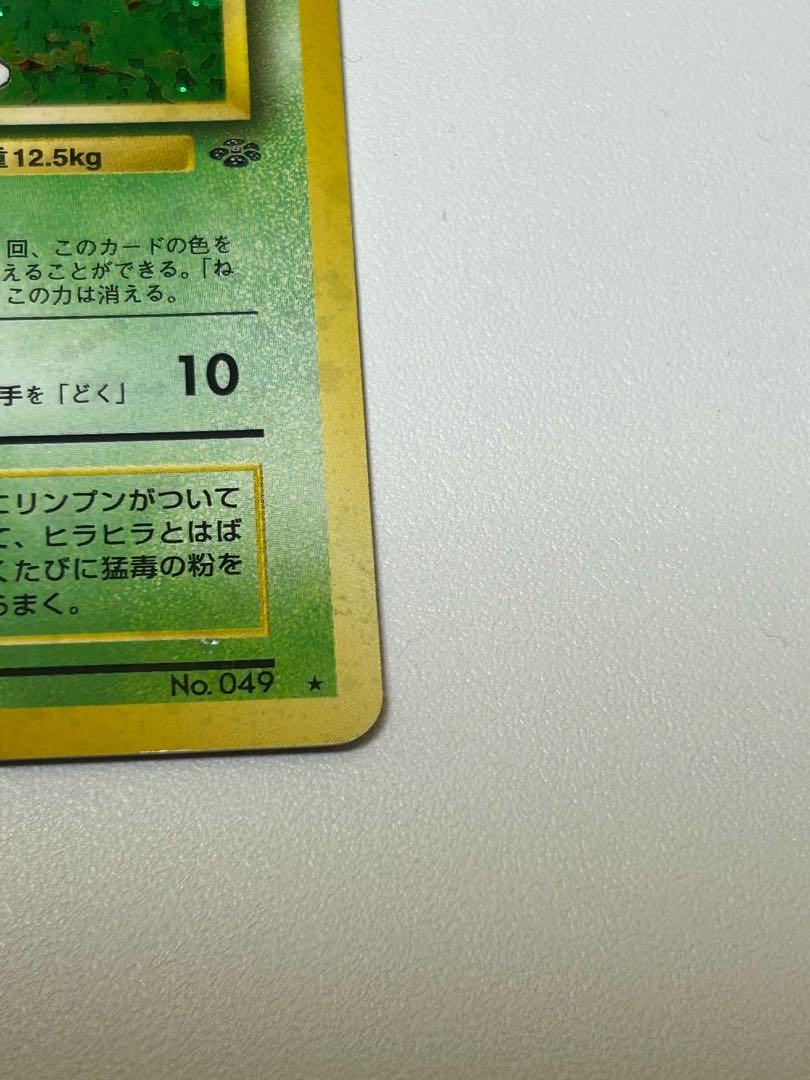 重12.5kg
回、このカードの色を
えることができる。「ね
この力は消える。
手を「どく」
10
にリンプンがついて
て、ヒラヒラとはば
くたびに猛毒の粉を
らまく。
No. 049 ★